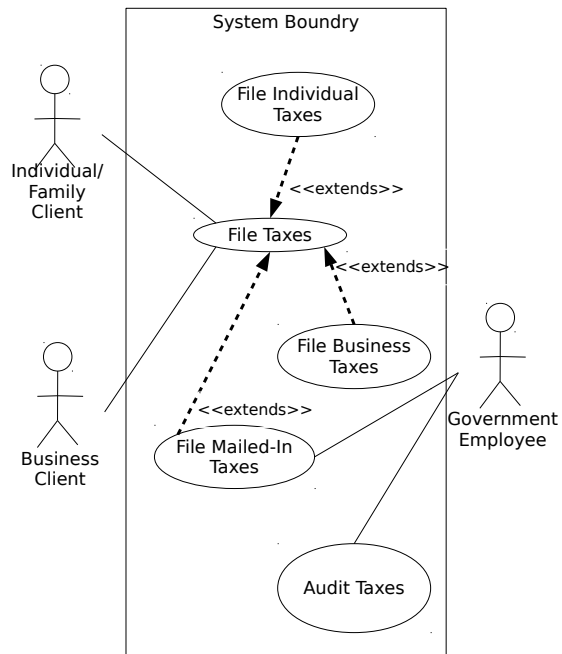 System Boundry
File Individual
Taxes
Individual/
Family
Client
<<extends>>
File Taxes
<<extends>>
File Business
Taxes
Business
Client
Government
Employee
<<extends>>
File Mailed-In
Taxes
Audit Taxes